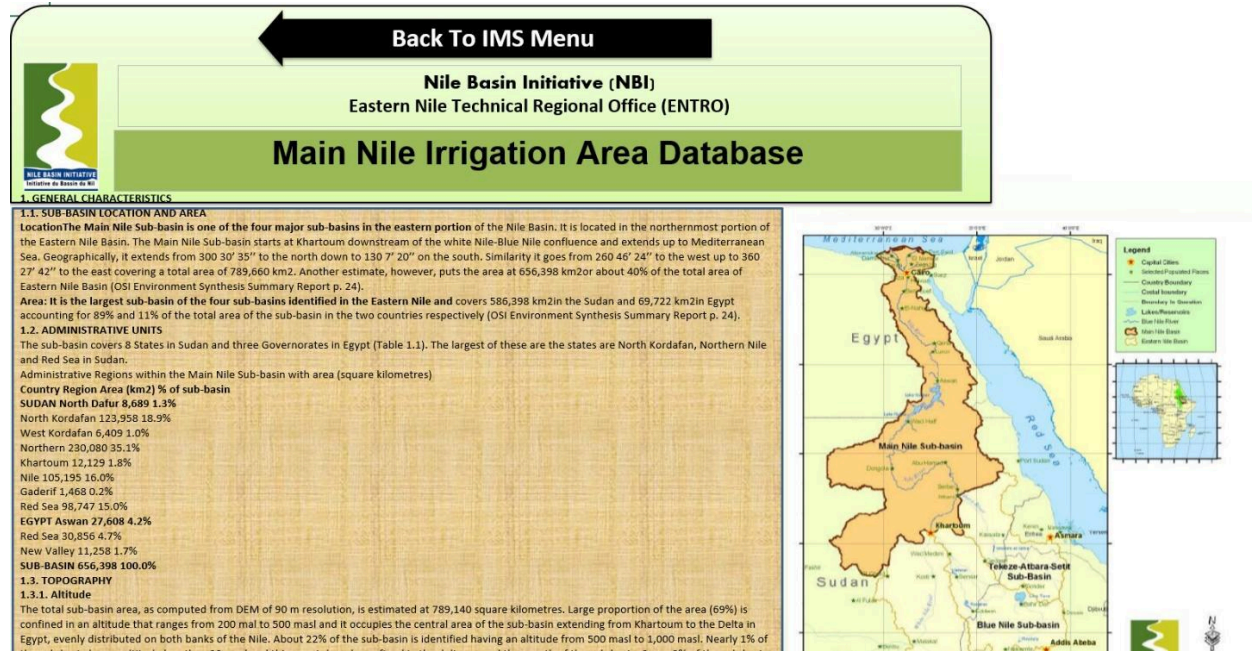 Back To IMS Menu
Nile Basin Initiative (NBI)
Eastern Nile Technical Regional Office (ENTRO)
Main Nile Irrigation Area Database
NILE BASIN INITIATIVE
Initiative du Bassin du Nil
1. GENERAL CHARACTERISTICS
1.1. SUB-BASIN LOCATION AND AREA
LocationThe Main Nile Sub-basin is one of the four major sub-basins in the eastern portion of the Nile Basin. It is located in the northernmost portion of
the Eastern Nile Basin. The Main Nile Sub-basin starts at Khartoum downstream of the white Nile-Blue Nile confluence and extends up to Mediterranean
Sea. Geographically, it extends from 300 30′ 35′′ to the north down to 130 7′ 20′′ on the south. Similarity it goes from 260 46′ 24′′ to the west up to 360
27′ 42′′ to the east covering a total area of 789,660 km2. Another estimate, however, puts the area at 656,398 km2or about 40% of the total area of
Eastern Nile Basin (OSI Environment Synthesis Summary Report p. 24).
Area: It is the largest sub-basin of the four sub-basins identified in the Eastern Nile and covers 586,398 km2in the Sudan and 69,722 km2in Egypt
accounting for 89% and 11% of the total area of the sub-basin in the two countries respectively (OSI Environment Synthesis Summary Report p. 24).
1.2. ADMINISTRATIVE UNITS
The sub-basin covers 8 States in Sudan and three Governorates in Egypt (Table 1.1). The largest of these are the states are North Kordafan, Northern Nile
and Red Sea in Sudan.
Administrative Regions within the Main Nile Sub-basin with area (square kilometres)
Country Region Area (km2) % of sub-basin
SUDAN North Dafur 8,689 1.3%
North Kordafan 123,958 18.9%
West Kordafan 6,409 1.0%
Northern 230,080 35.1%
Khartoum 12,129 1.8%
Nile 105,195 16.0%
Gaderif 1,468 0.2%
Red Sea 98,747 15.0%
EGYPT Aswan 27,608 4.2%
Red Sea 30,856 4.7%
New Valley 11,258 1.7%
SUB-BASIN 656,398 100.0%
1.3. TOPOGRAPHY
1.3.1. Altitude
The total sub-basin area, as computed from DEM of 90 m resolution, is estimated at 789,140 square kilometres. Large proportion of the area (69%) is
confined in an altitude that ranges from 200 mal to 500 masl and it occupies the central area of the sub-basin extending from Khartoum to the Delta in
Egypt, evenly distributed on both banks of the Nile. About 22% of the sub-basin is identified having an altitude from 500 masl to 1,000 masl. Nearly 1% of
Mediterranean Sea
Iraq
Israel
Jordan
Cairo
Egypt
Saudi Arabia
Red Sea
Main Nile Sub-basin
Port Sudan
Dongola
Khartoum
Kassala
Eritrea
Asmara
Tekeze-Atbara-Setit
Sub-Basin
Sudan
Blue Nile Sub-basin
Addis Abeba
Legend
Capital Cities
Selected Populated Places
Country Boundary
Costal boundary
Lakes/Reservoirs
Blue Nile River
Main Nile Basin
Eastern Nile Basin